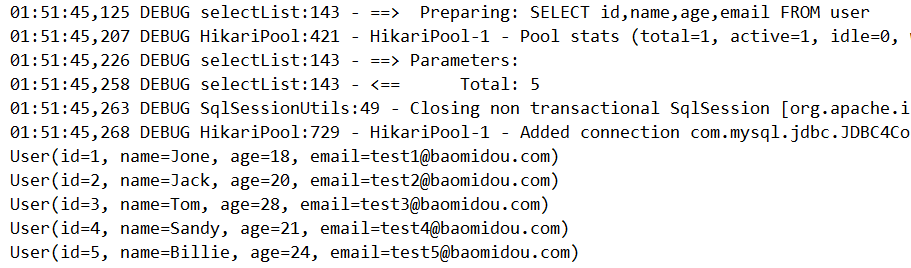 01:51:45,125 DEBUG selectList:143 - ==>  Preparing: SELECT id,name,age,email FROM user
01:51:45,207 DEBUG HikariPool:421 - HikariPool-1 - Pool stats (total=1, active=1, idle=0,
01:51:45,226 DEBUG selectList:143 - ==> Parameters:
01:51:45,258 DEBUG selectList:143 - <==      Total: 5
01:51:45,263 DEBUG SqlSessionUtils:49 - Closing non transactional SqlSession [org.apache.i
01:51:45,268 DEBUG HikariPool:729 - HikariPool-1 - Added connection com.mysql.jdbc.JDBC4Co
User(id=1, name=Jone, age=18, email=test1@baomidou.com)
User(id=2, name=Jack, age=20, email=test2@baomidou.com)
User(id=3, name=Tom, age=28, email=test3@baomidou.com)
User(id=4, name=Sandy, age=21, email=test4@baomidou.com)
User(id=5, name=Billie, age=24, email=test5@baomidou.com)